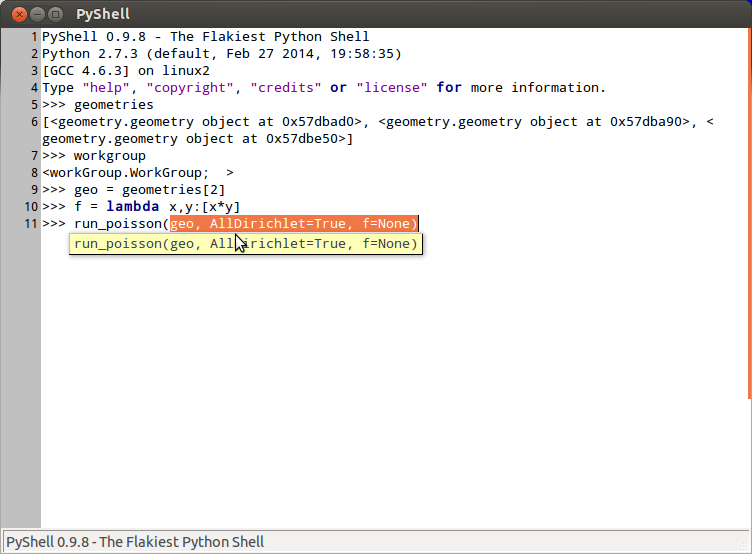 PyShell
1 PyShell 0.9.8 - The Flakiest Python Shell
2 Python 2.7.3 (default, Feb 27 2014, 19:58:35)
3 [GCC 4.6.3] on linux2
4 Type "help", "copyright", "credits" or "license" for more information.
5 >>> geometries
6 [<geometry.geometry object at 0x57dbad0>, <geometry.geometry object at 0x57dba90>, <
geometry.geometry object at 0x57dbe50>]
7 >>> workgroup
8 <workGroup.WorkGroup;  >
9 >>> geo = geometries[2]
10 >>> f = lambda x,y:[x*y]
11 >>> run_poisson(geo, AllDirichlet=True, f=None)
run_poisson(geo, AllDirichlet=True, f=None)
PyShell 0.9.8 - The Flakiest Python Shell